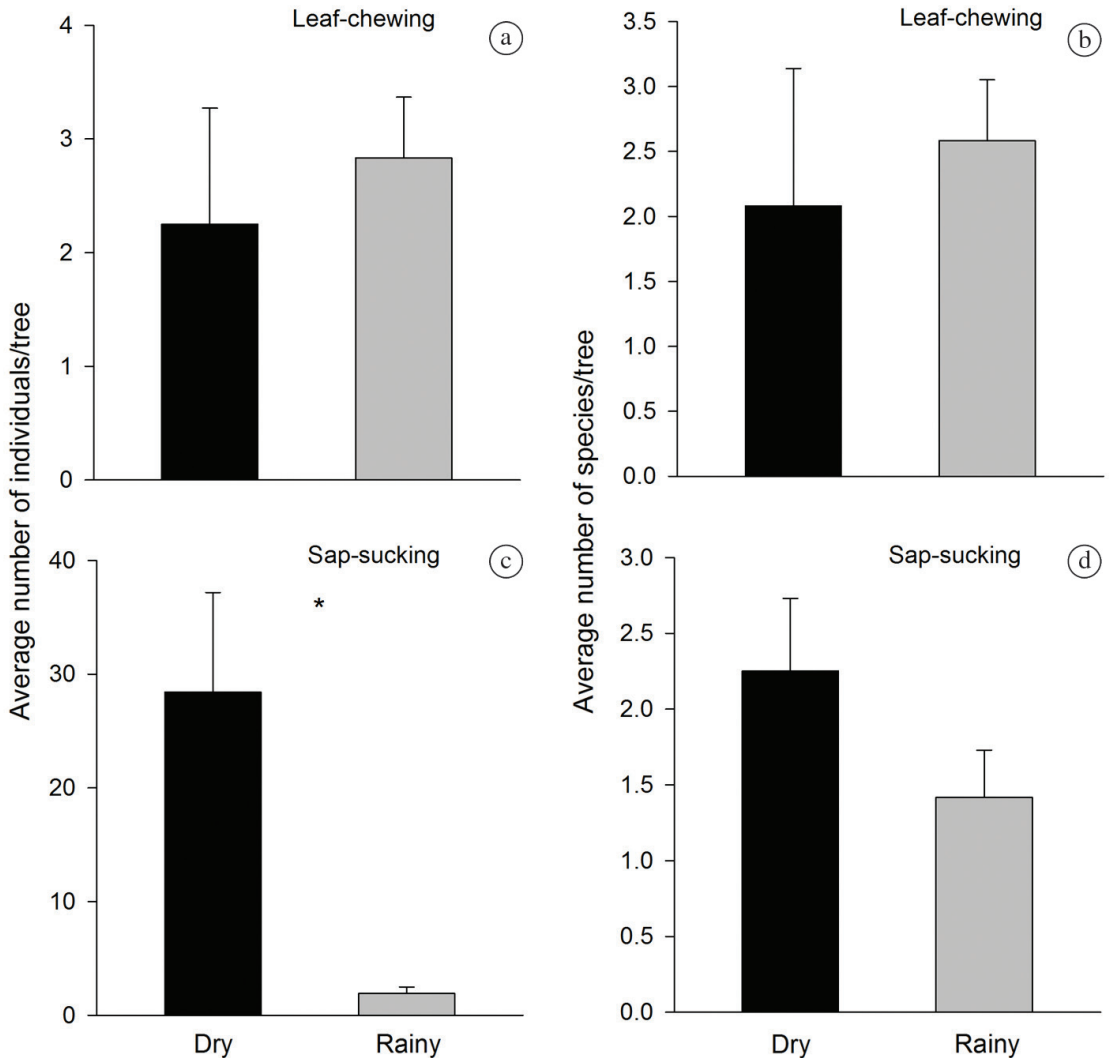 Average number of individuals/tree
Leaf-chewing
a
4
3
2
1
0
Sap-sucking
c
*
40
30
20
10
0
Dry Rainy
Average number of species/tree
Leaf-chewing
b
3.5
3.0
2.5
2.0
1.5
1.0
0.5
0.0
Sap-sucking
d
3.0
2.5
2.0
1.5
1.0
0.5
0.0
Dry Rainy